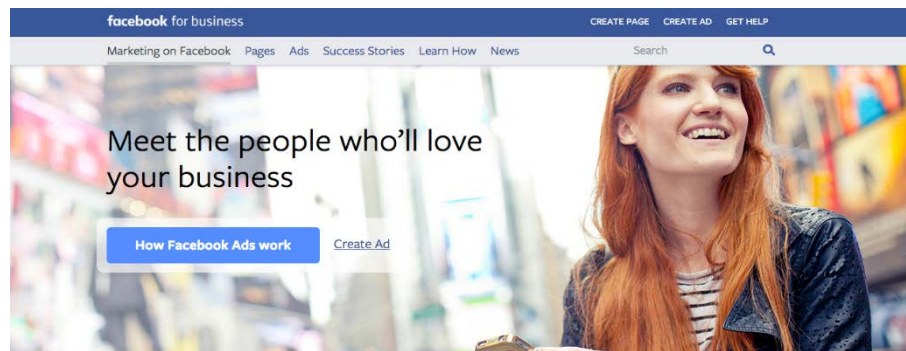 facebook for business
CREATE PAGE CREATE AD GET HELP
Marketing on Facebook Pages Ads Success Stories Learn How News
Search
Meet the people who'll love
your business
How Facebook Ads work
Create Ad